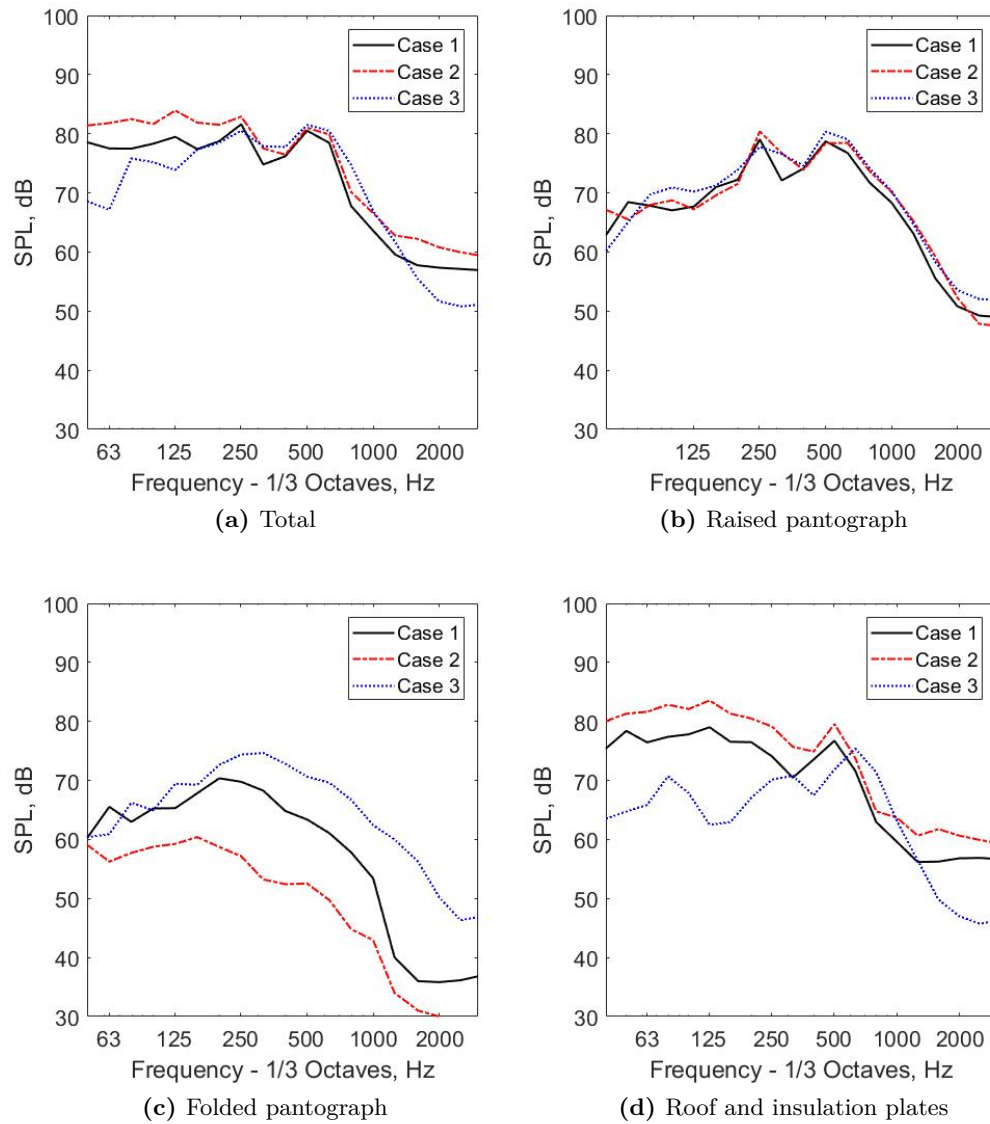 100
90
80
70
60
50
40
30
SPL, dB
Case 1
Case 2
Case 3
63 125 250 500 1000 2000
Frequency - 1/3 Octaves, Hz
(a) Total
100
90
80
70
60
50
40
30
SPL, dB
Case 1
Case 2
Case 3
125 250 500 1000 2000
Frequency - 1/3 Octaves, Hz
(b) Raised pantograph
100
90
80
70
60
50
40
30
SPL, dB
Case 1
Case 2
Case 3
63 125 250 500 1000 2000
Frequency - 1/3 Octaves, Hz
(c) Folded pantograph
100
90
80
70
60
50
40
30
SPL, dB
Case 1
Case 2
Case 3
63 125 250 500 1000 2000
Frequency - 1/3 Octaves, Hz
(d) Roof and insulation plates